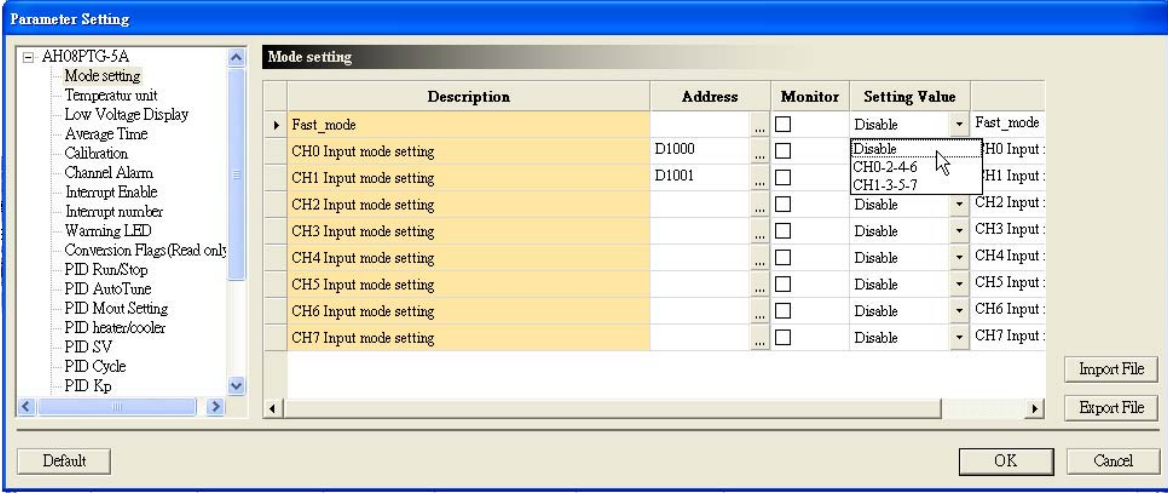 Parameter Setting
AH08PTG-5A
Mode setting
Temperatur unit
Low Voltage Display
Average Time
Calibration
Channel Alarm
Interrupt Enable
Interrupt number
Warming LED
Conversion Flags(Read only
PID Run/Stop
PID AutoTune
PID Mout Setting
PID heater/cooler
PID SV
PID Cycle
PID Kp
Mode setting
Description Address Monitor Setting Value
Fast_mode ... Disable Fast_mode
CH0 Input mode setting D1000 ... Disable H0 Input :
CH1 Input mode setting D1001 ... CH0-2-4-6 H1 Input :
CH1-3-5-7
CH2 Input mode setting ... Disable CH2 Input :
CH3 Input mode setting ... Disable CH3 Input :
CH4 Input mode setting ... Disable CH4 Input :
CH5 Input mode setting ... Disable CH5 Input :
CH6 Input mode setting ... Disable CH6 Input :
CH7 Input mode setting ... Disable CH7 Input :
Import File
Export File
Default OK Cancel